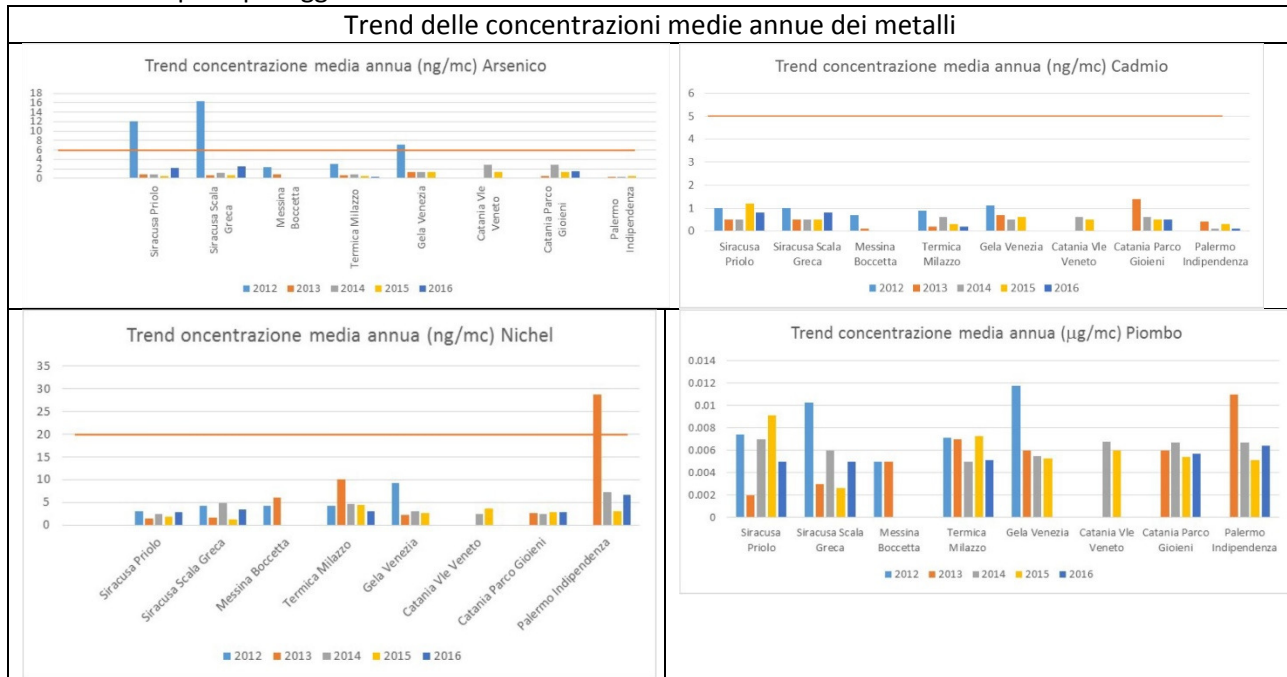 Trend delle concentrazioni medie annue dei metalli
Trend concentrazione media annua (ng/mc) Arsenico
18
16
14
12
10
8
6
4
2
0
Siracusa Priolo
Siracusa Scala
Greca
Messina
Boccetta
Termica Milazzo
Gela Venezia
Catania Vle
Veneto
Catania Parco
Gioieni
Palermo
Indipendenza
2012 2013 2014 2015 2016
Trend concentrazione media annua (ng/mc) Cadmio
6
5
4
3
2
1
0
Siracusa Priolo
Siracusa Scala Greca
Messina Boccetta
Termica Milazzo
Gela Venezia
Catania Vle Veneto
Catania Parco Gioieni
Palermo Indipendenza
2012 2013 2014 2015 2016
Trend oncentrazione media annua (ng/mc) Nichel
35
30
25
20
15
10
5
0
Siracusa Priolo
Siracusa Scala Greca
Messina Boccetta
Termica Milazzo
Gela Venezia
Catania Vle Veneto
Catania Parco Gioieni
Palermo Indipendenza
2012 2013 2014 2015 2016
Trend concentrazione media annua (µg/mc) Piombo
0.014
0.012
0.01
0.008
0.006
0.004
0.002
0
Siracusa Priolo
Siracusa Scala Greca
Messina Boccetta
Termica Milazzo
Gela Venezia
Catania Vle Veneto
Catania Parco Gioieni
Palermo Indipendenza
2012 2013 2014 2015 2016